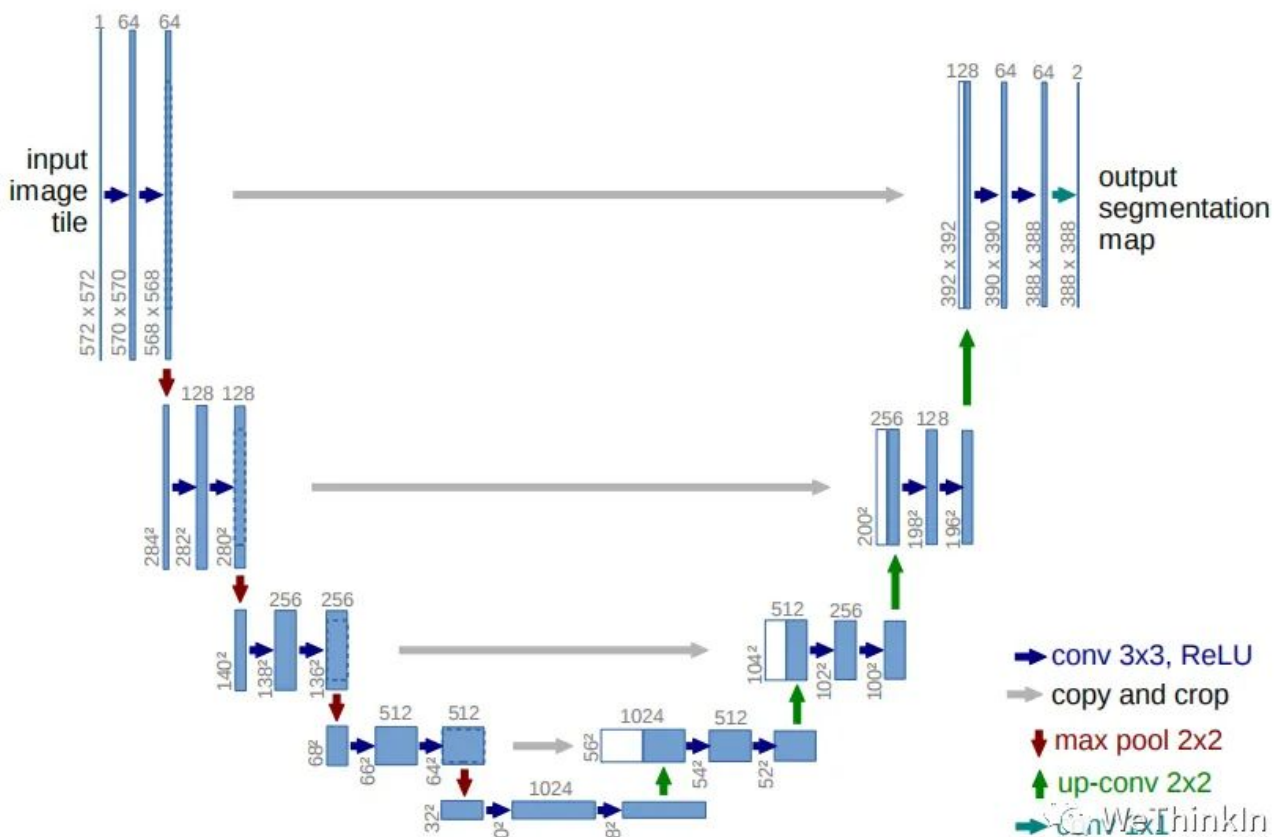 1 64 64
input
image
tile
572 x 572
570 x 570
568 x 568
128 64 64 2
output
segmentation
map
392 x 392
390 x 390
388 x 388
388 x 388
128 128
284²
282²
280²
256 128
200²
198²
196²
256 256
140²
138²
136²
512 256
104²
102²
100²
512 512
68²
66²
64²
1024 512
56²
54²
52²
1024
32²
conv 3x3, ReLU
copy and crop
max pool 2x2
up-conv 2x2
WeThinkIn